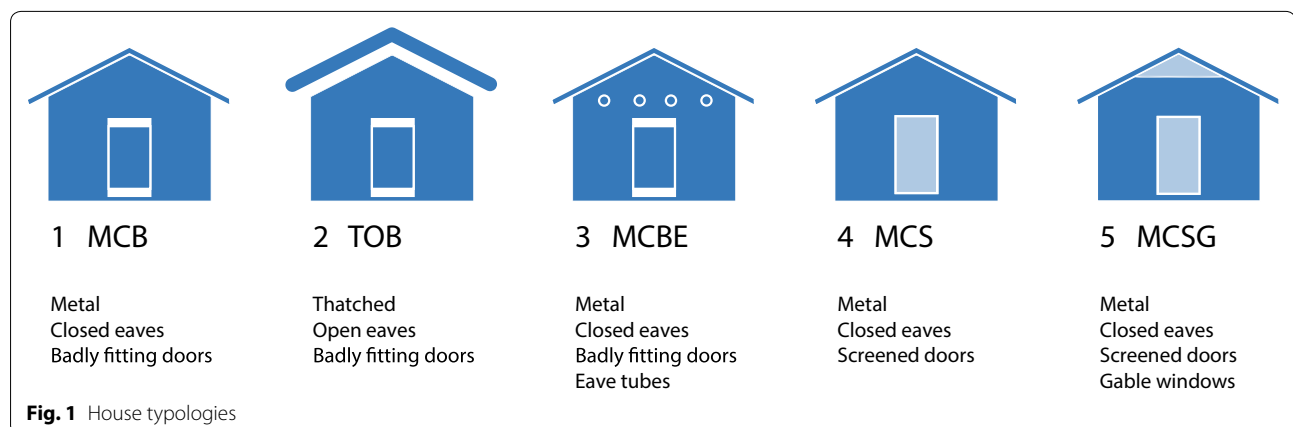 1 MCB
2 TOB
3 MCBE
4 MCS
5 MCSG
Metal
Closed eaves
Badly fitting doors
Thatched
Open eaves
Badly fitting doors
Metal
Closed eaves
Badly fitting doors
Eave tubes
Metal
Closed eaves
Screened doors
Metal
Closed eaves
Screened doors
Gable windows
Fig. 1 House typologies